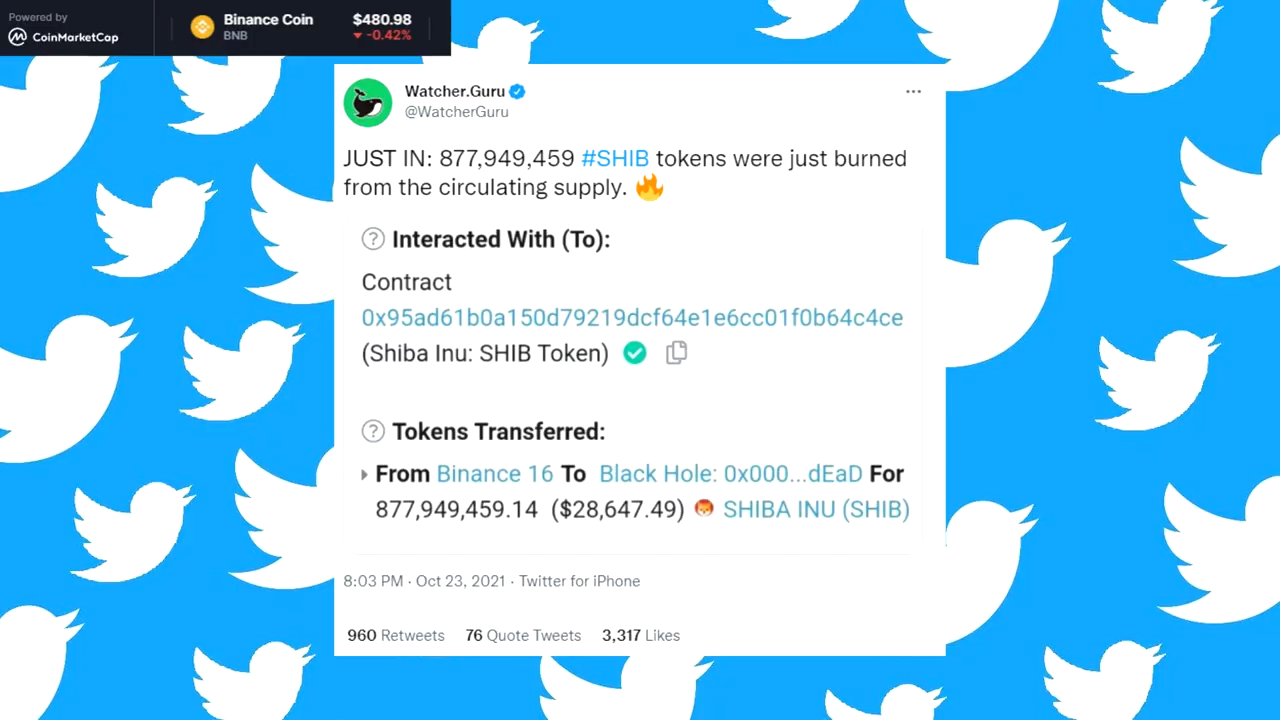 Powered by
CoinMarketCap
Binance Coin
BNB
$480.98
-0.42%
Watcher.Guru
@WatcherGuru
JUST IN: 877,949,459 #SHIB tokens were just burned
from the circulating supply. 🔥
Interacted With (To):
Contract
0x95ad61b0a150d79219dcf64e1e6cc01f0b64c4ce
(Shiba Inu: SHIB Token)
Tokens Transferred:
From Binance 16 To Black Hole: 0x000...dEaD For
877,949,459.14 ($28,647.49) SHIBA INU (SHIB)
8:03 PM · Oct 23, 2021 · Twitter for iPhone
960 Retweets 76 Quote Tweets 3,317 Likes